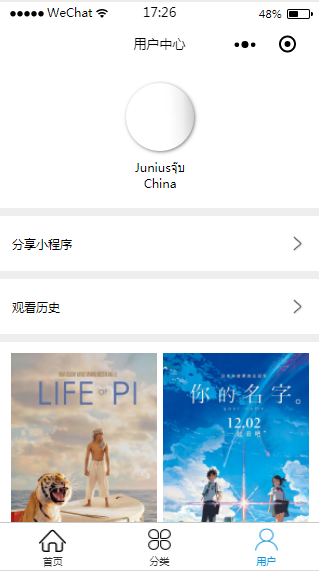 WeChat 17:26 48%
用户中心
Juniusจุ๊บ
China
分享小程序
观看历史
LIFE OF PI
你的名字。
12.02
首页 分类 用户